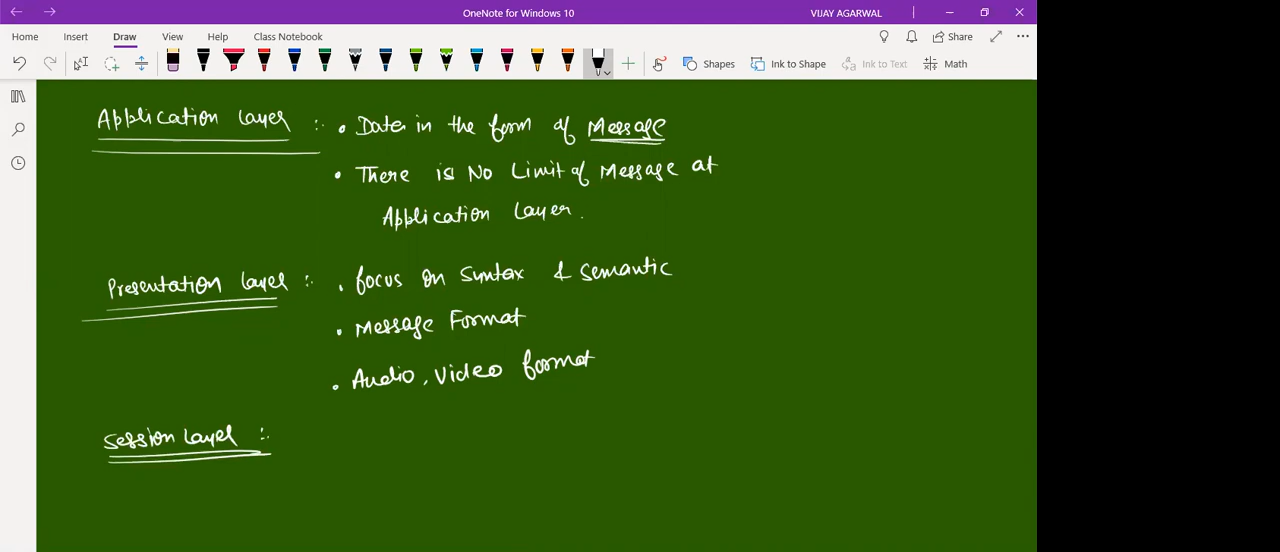 OneNote for Windows 10
VIJAY AGARWAL
Home Insert Draw View Help Class Notebook
Share
Shapes Ink to Shape Ink to Text Math
Application Layer :- • Data in the form of Message
• There is No Limit of Message at
Application Layer.
Presentation Layer :- • focus on Syntax & Semantic
• Message Format
• Audio, Video format
Session Layer :-